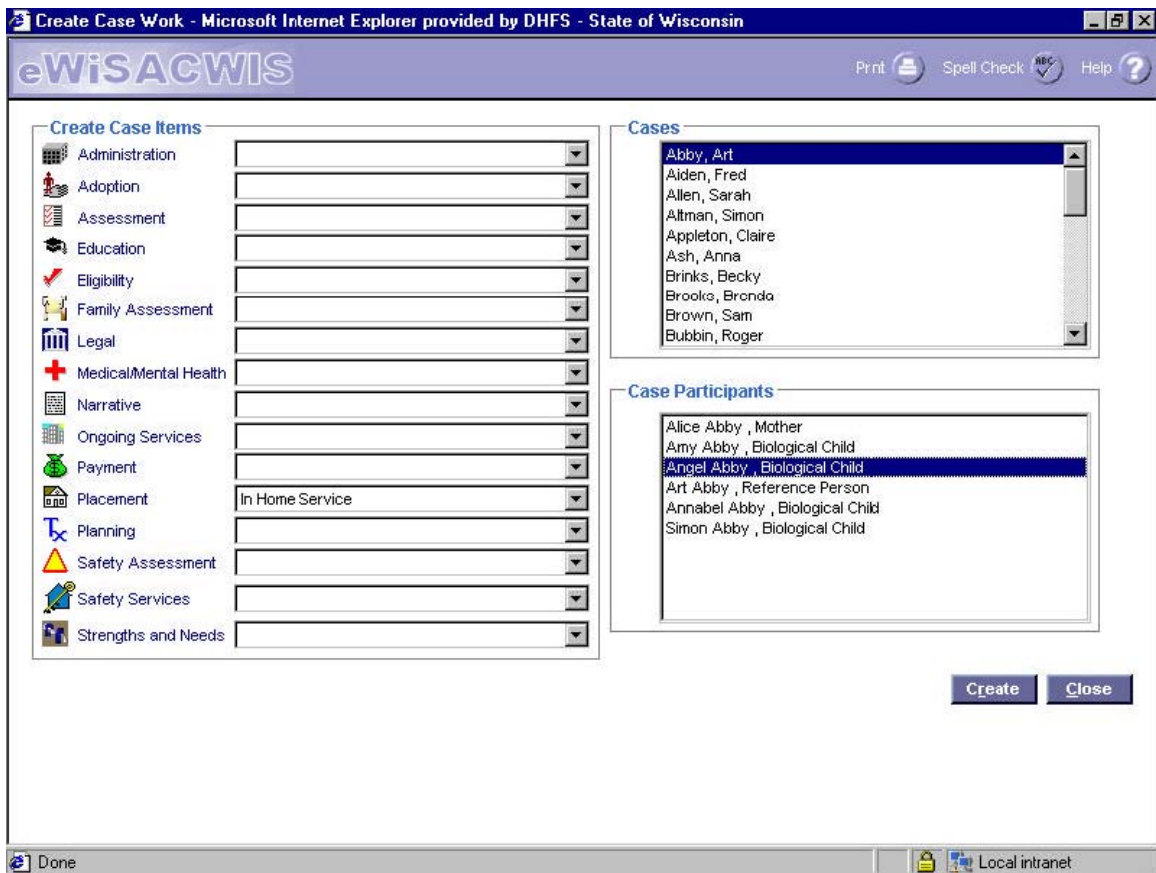 Create Case Work - Microsoft Internet Explorer provided by DHFS - State of Wisconsin
eWiSACWIS
Print Spell Check ABC Help ?
Create Case Items
Administration
Adoption
Assessment
Education
Eligibility
Family Assessment
Legal
Medical/Mental Health
Narrative
Ongoing Services
Payment
Placement In Home Service
Planning
Safety Assessment
Safety Services
Strengths and Needs
Cases
Abby, Art
Aiden, Fred
Allen, Sarah
Altman, Simon
Appleton, Claire
Ash, Anna
Brinks, Becky
Brooks, Brenda
Brown, Sam
Bubbin, Roger
Case Participants
Alice Abby , Mother
Amy Abby , Biological Child
Angel Abby , Biological Child
Art Abby , Reference Person
Annabel Abby , Biological Child
Simon Abby , Biological Child
Create Close
Done Local intranet